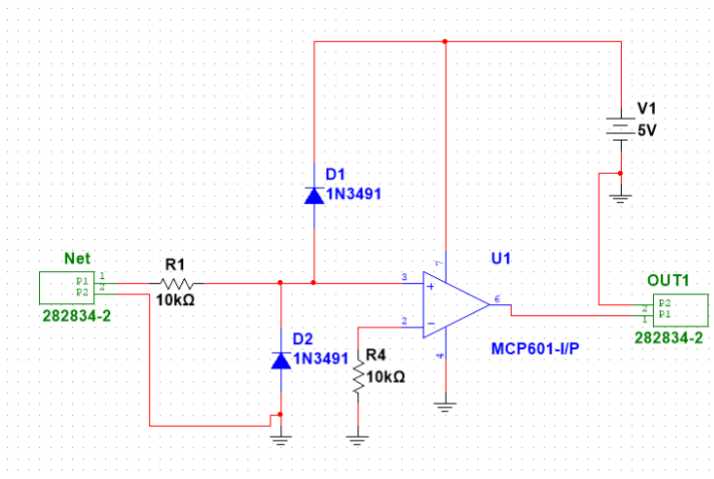 V1
5V
D1
1N3491
Net
R1
U1
7
OUT1
P1 1
P2 2
10kΩ
3
+
6
282834-2
2
−
2 P2
1 P1
D2
1N3491
R4
10kΩ
4
MCP601-I/P
282834-2